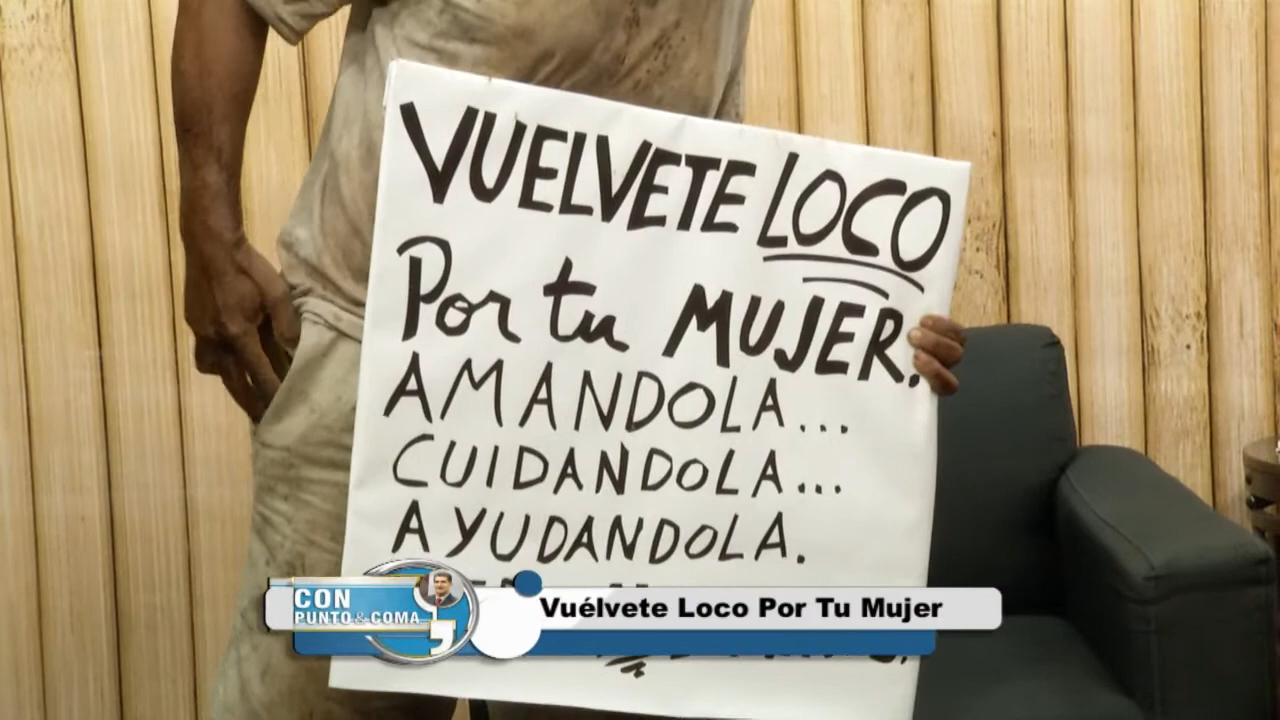 VUELVETE LOCO
Por tu MUJER.
AMANDOLA...
CUIDANDOLA...
AYUDANDOLA.
CON
PUNTO & COMA
Vuélvete Loco Por Tu Mujer